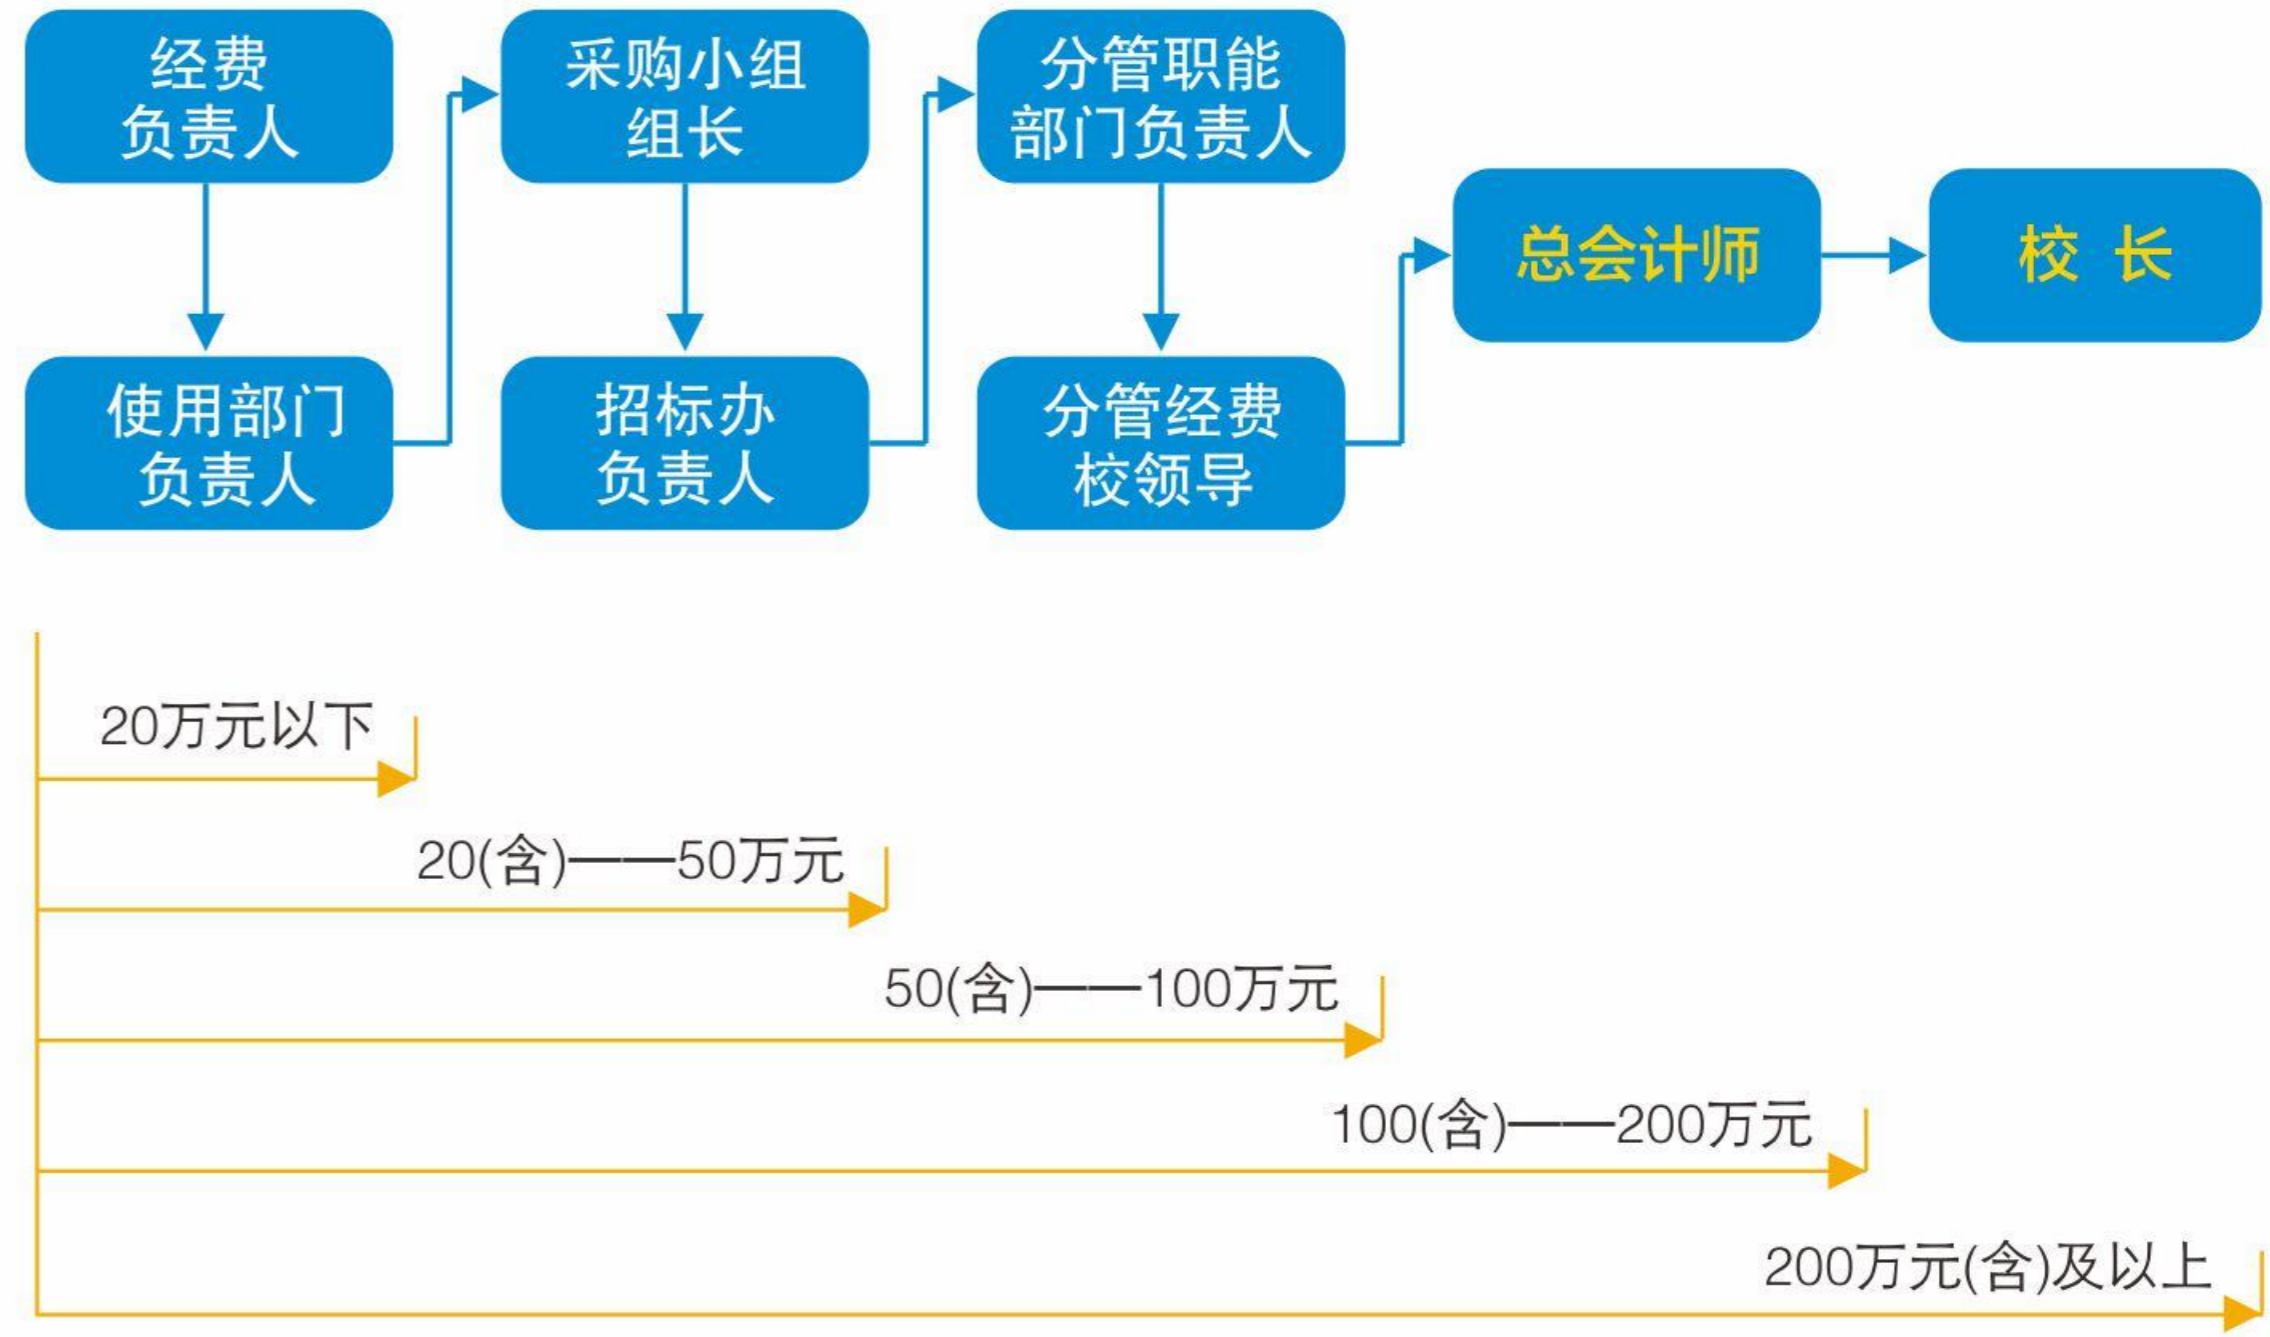 经费
负责人
使用部门
负责人
采购小组
组长
招标办
负责人
分管职能
部门负责人
分管经费
校领导
总会计师
校 长
20万元以下
20(含)——50万元
50(含)——100万元
100(含)——200万元
200万元(含)及以上